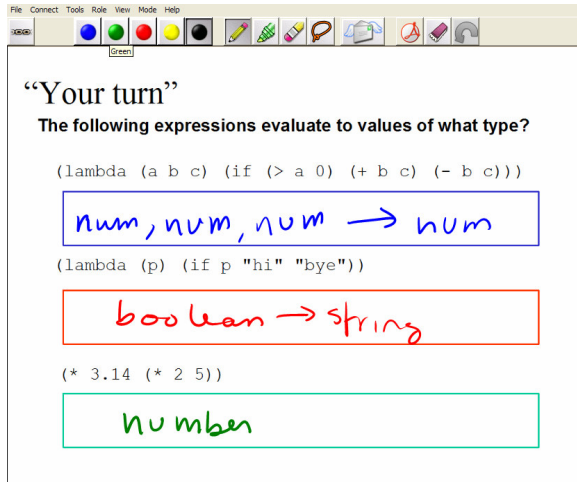 File Connect Tools Role View Mode Help
Green
“Your turn”
The following expressions evaluate to values of what type?
(lambda (a b c) (if (> a 0) (+ b c) (- b c)))
num, num, num → num
(lambda (p) (if p "hi" "bye"))
boolean → string
(* 3.14 (* 2 5))
number